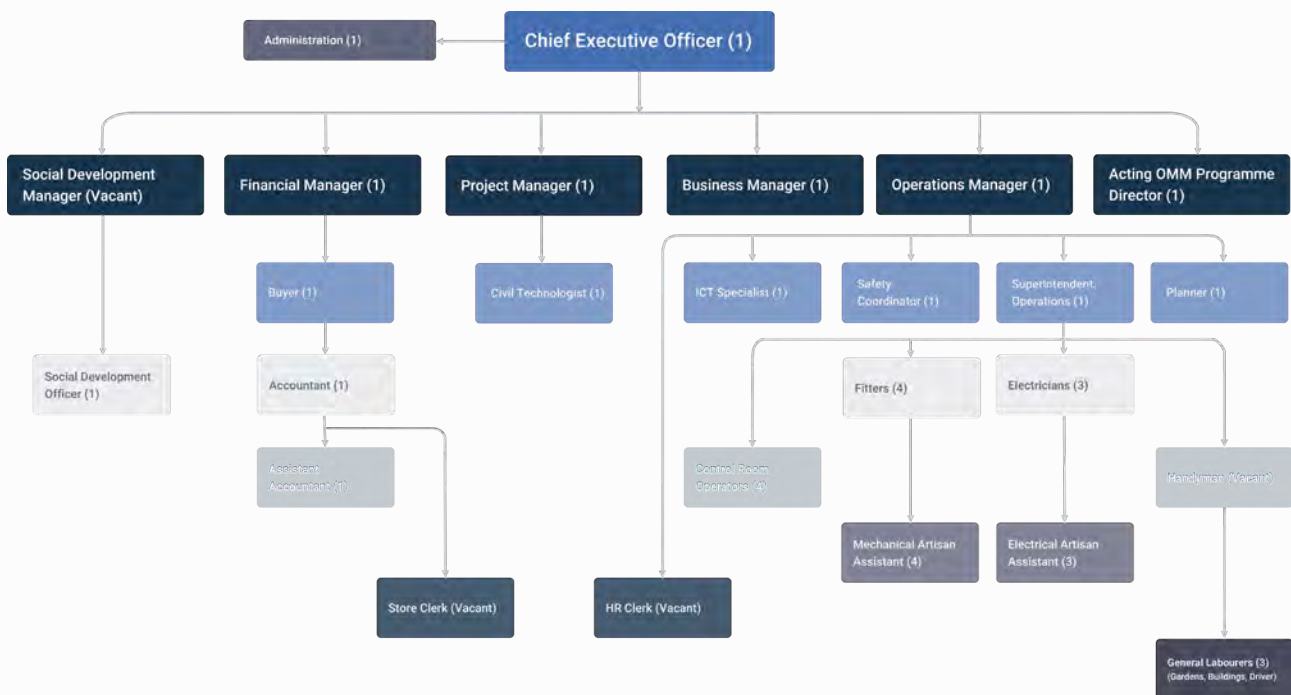 Administration (1)
Chief Executive Officer (1)
Social Development
Manager (Vacant)
Financial Manager (1)
Project Manager (1)
Business Manager (1)
Operations Manager (1)
Acting OMM Programme
Director (1)
Buyer (1)
Civil Technologist (1)
ICT Specialist (1)
Safety
Coordinator (1)
Superintendent,
Operations (1)
Planner (1)
Social Development
Officer (1)
Accountant (1)
Fitters (4)
Electricians (3)
Assistant
Accountant (1)
Control Room
Operators (4)
Handyman (Vacant)
Mechanical Artisan
Assistant (4)
Electrical Artisan
Assistant (3)
Store Clerk (Vacant)
HR Clerk (Vacant)
General Labourers (3)
(Gardens, Buildings, Driver)